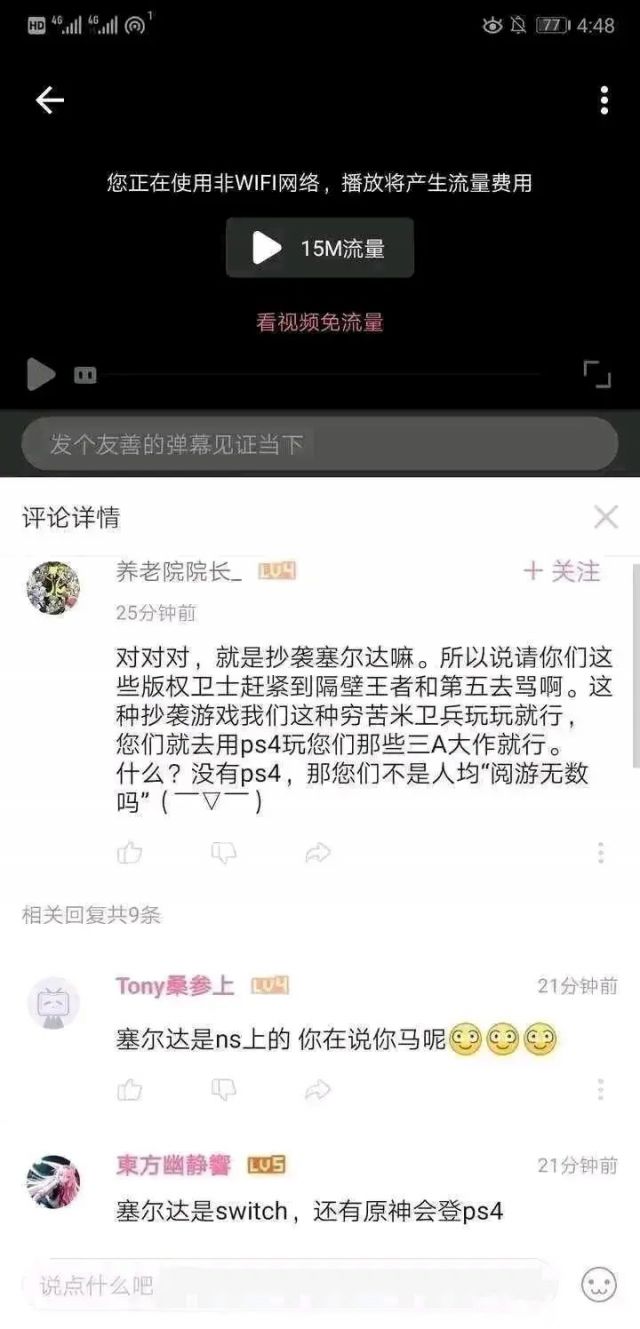 HD 4G 4G 1 77 4:48
您正在使用非WIFI网络，播放将产生流量费用
15M流量
看视频免流量
发个友善的弹幕见证当下
评论详情
养老院院长_ LV4 + 关注
25分钟前
对对对，就是抄袭塞尔达嘛。所以说请你们这
些版权卫士赶紧到隔壁王者和第五去骂啊。这
种抄袭游戏我们这种穷苦米卫兵玩玩就行，
您们就去用ps4玩您们那些三A大作就行。
什么？没有ps4，那您们不是人均“阅游无数
吗” (￣▽￣)
相关回复共9条
Tony桑参上 LV4 21分钟前
塞尔达是ns上的 你在说你马呢
東方幽静響 LV5 21分钟前
塞尔达是switch，还有原神会登ps4
说点什么吧